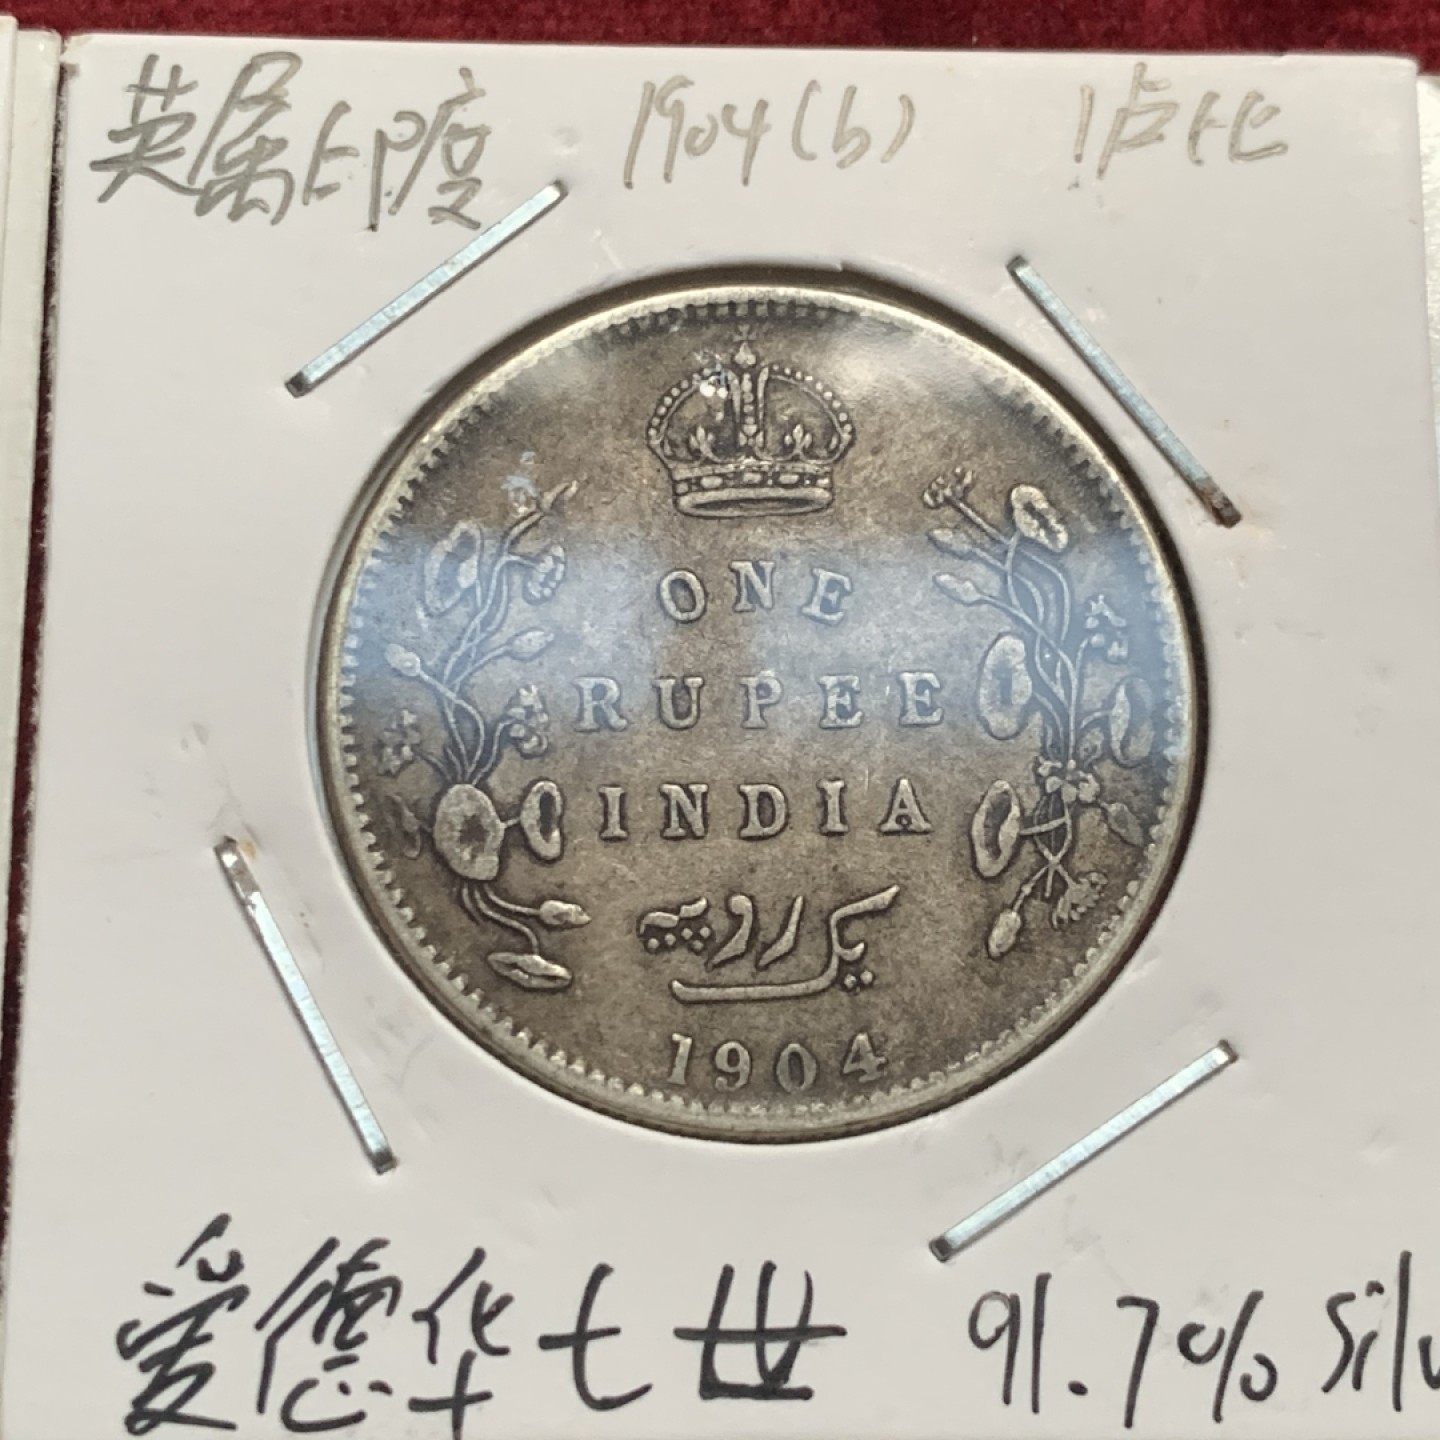 英属印度 1904(b) 1卢比
ONE
RUPEE
INDIA
یک روپیہ
1904
爱德华七世 91.7% Silv